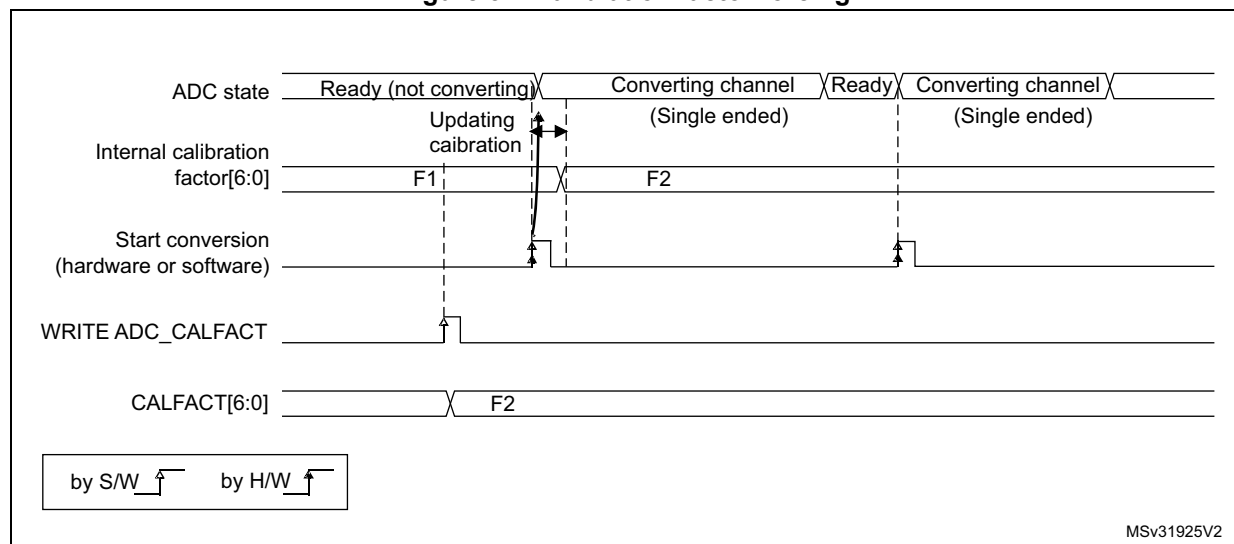 ADC state
Ready (not converting)
Converting channel
Ready
Converting channel
(Single ended)
(Single ended)
Updating
caibration
Internal calibration
factor[6:0]
F1
F2
Start conversion
(hardware or software)
WRITE ADC_CALFACT
CALFACT[6:0]
F2
by S/W
by H/W
MSv31925V2